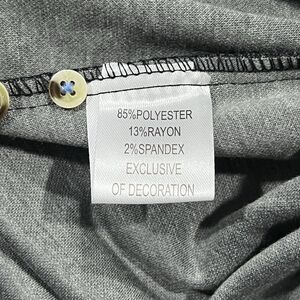 85%POLYESTER
13%RAYON
2%SPANDEX
EXCLUSIVE
OF DECORATION